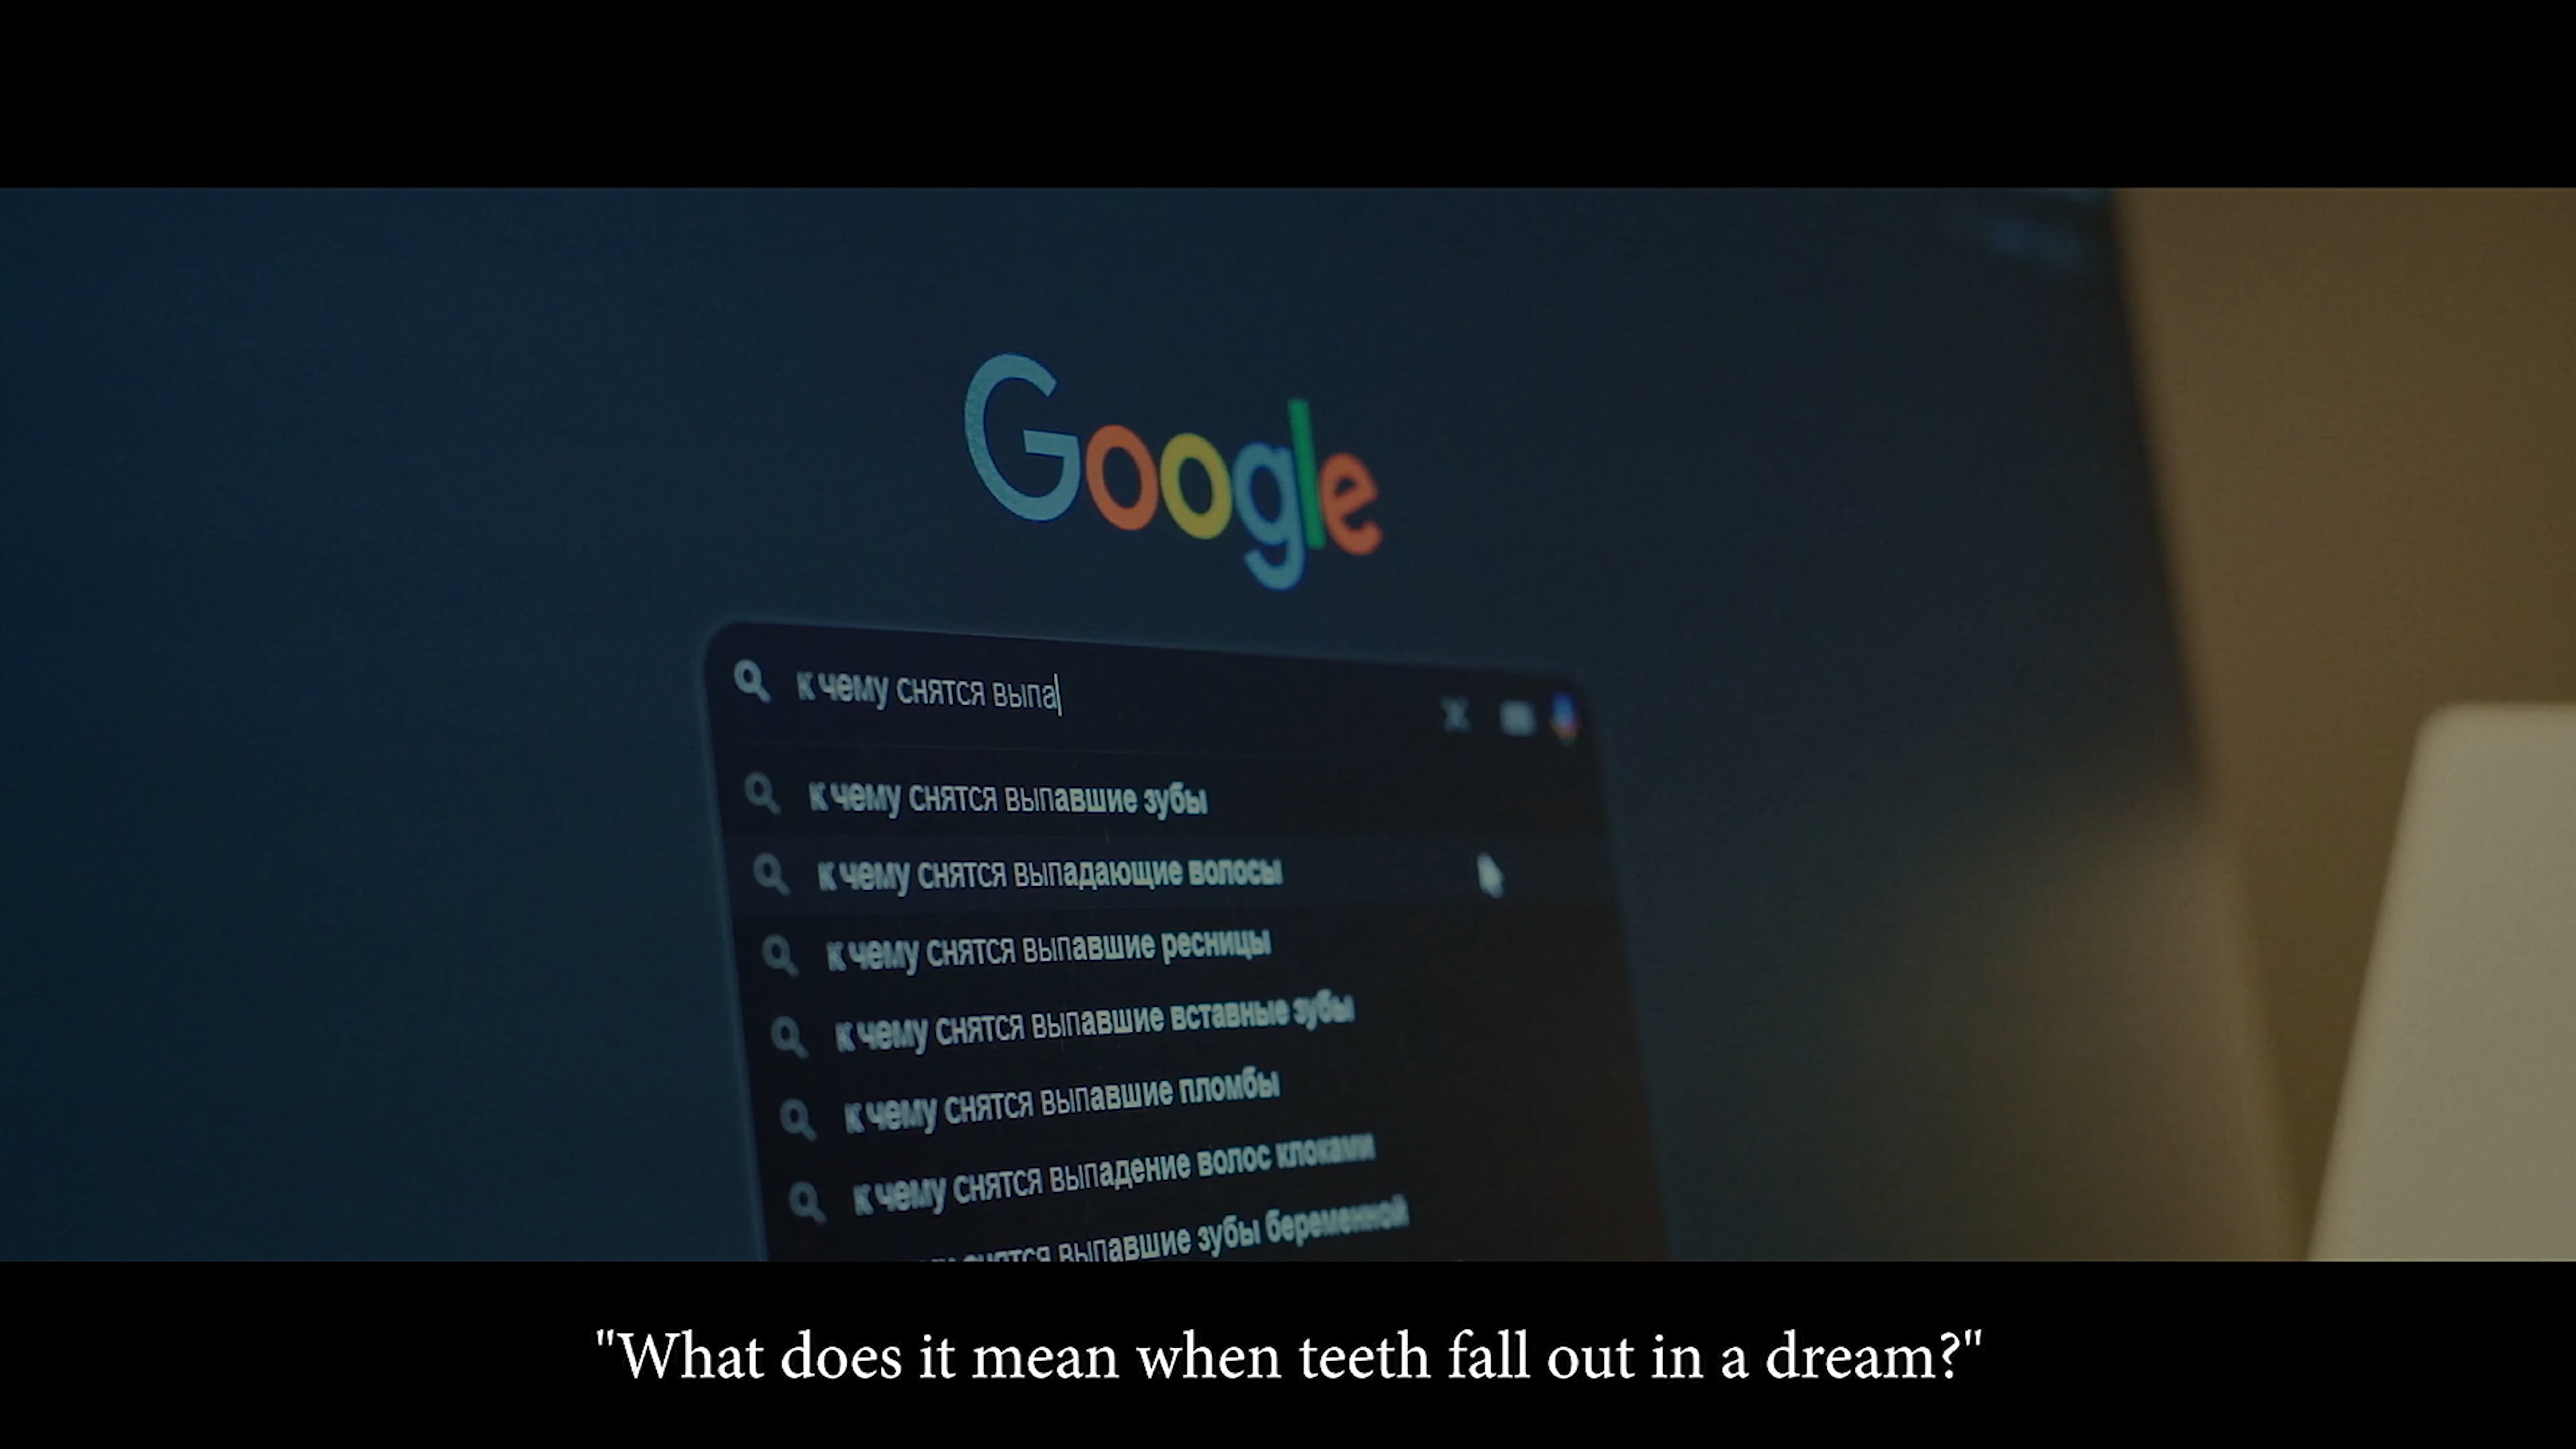 Google
к чему снятся выпа
к чему снятся выпавшие зубы
к чему снятся выпадающие волосы
к чему снятся выпавшие ресницы
к чему снятся выпавшие вставные зубы
к чему снятся выпавшие пломбы
к чему снятся выпадение волос клоками
снятся выпавшие зубы беременной
"What does it mean when teeth fall out in a dream?"